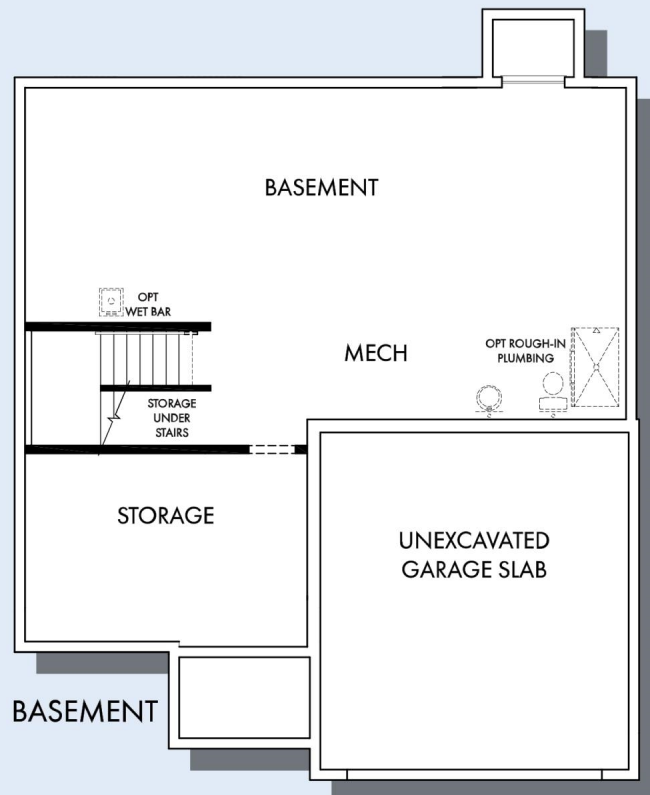 BASEMENT
OPT
WET BAR
MECH
OPT ROUGH-IN
PLUMBING
STORAGE
UNDER
STAIRS
STORAGE
UNEXCAVATED
GARAGE SLAB
BASEMENT